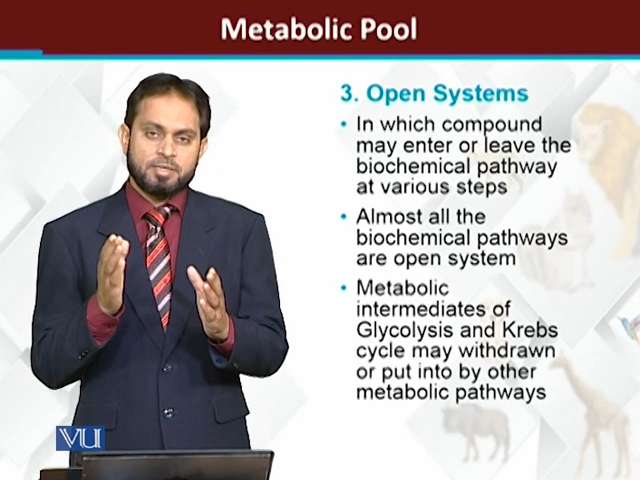 Metabolic Pool
3. Open Systems
• In which compound
may enter or leave the
biochemical pathway
at various steps
• Almost all the
biochemical pathways
are open system
• Metabolic
intermediates of
Glycolysis and Krebs
cycle may withdrawn
or put into by other
metabolic pathways
VU